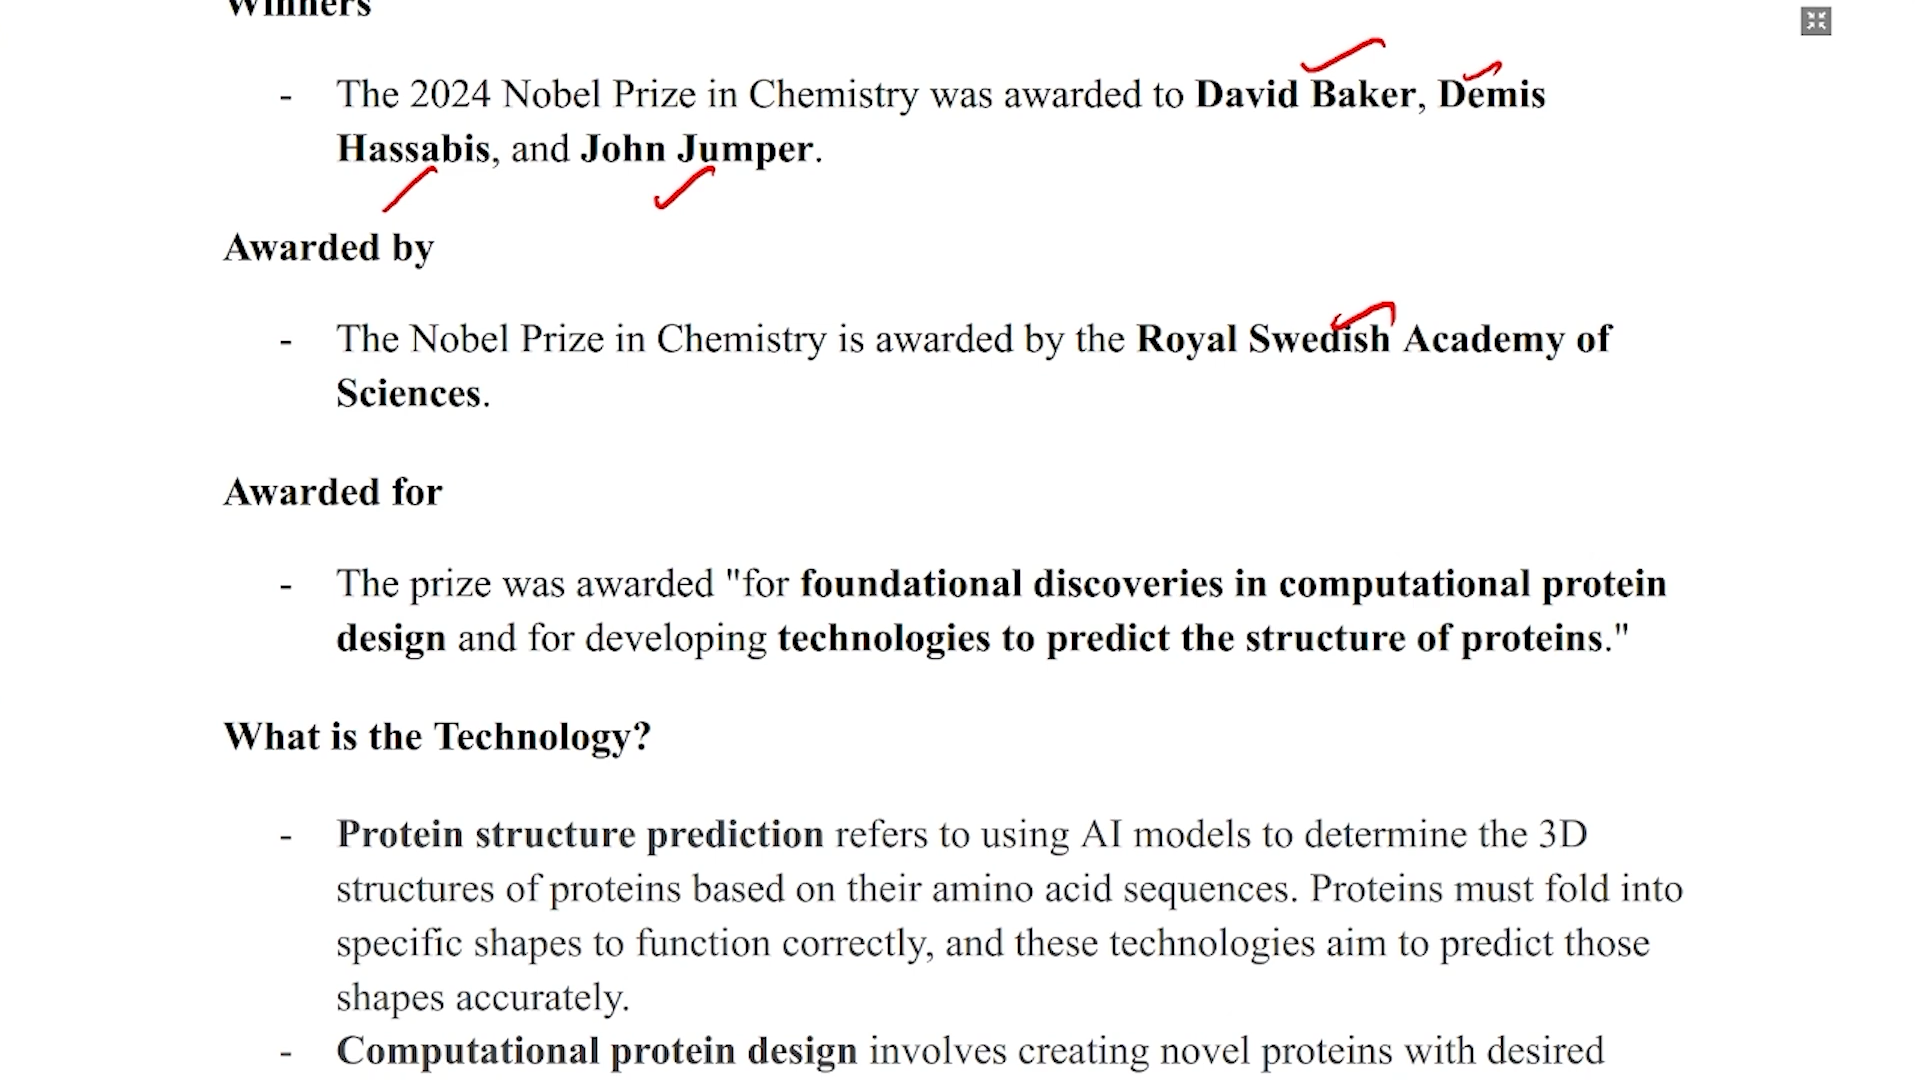 Winners
- The 2024 Nobel Prize in Chemistry was awarded to David Baker, Demis
Hassabis, and John Jumper.
Awarded by
- The Nobel Prize in Chemistry is awarded by the Royal Swedish Academy of
Sciences.
Awarded for
- The prize was awarded "for foundational discoveries in computational protein
design and for developing technologies to predict the structure of proteins."
What is the Technology?
- Protein structure prediction refers to using AI models to determine the 3D
structures of proteins based on their amino acid sequences. Proteins must fold into
specific shapes to function correctly, and these technologies aim to predict those
shapes accurately.
- Computational protein design involves creating novel proteins with desired